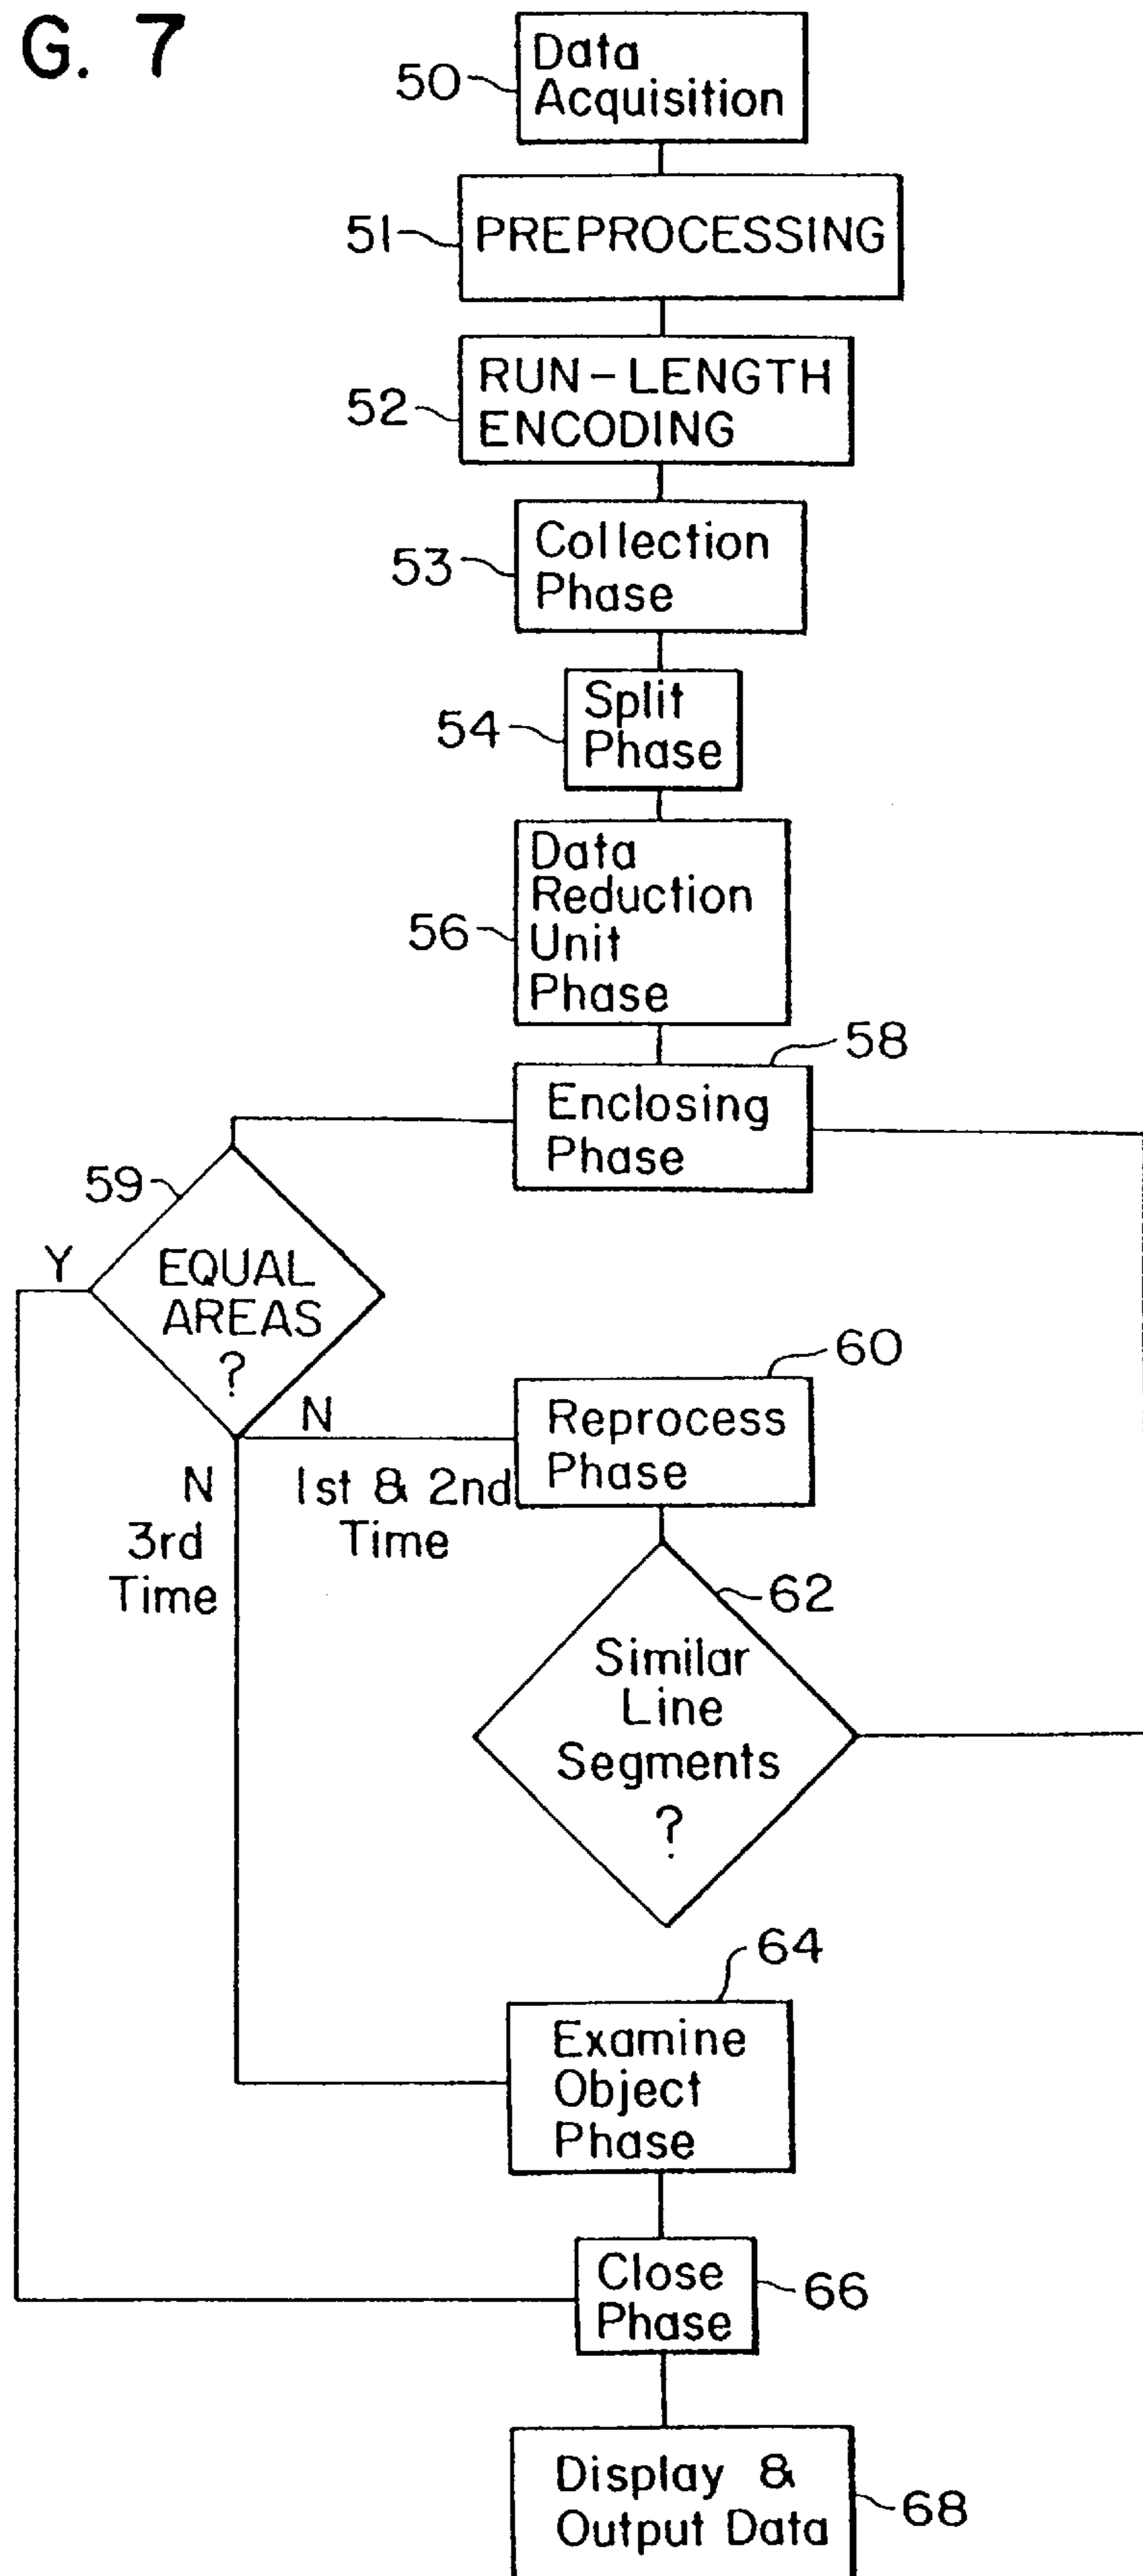 G. 7
Data
Acquisition
50
PREPROCESSING
51
RUN-LENGTH
ENCODING
52
Collection
Phase
53
Split
Phase
54
Data
Reduction
Unit
Phase
56
58
Enclosing
Phase
59
Y
EQUAL
AREAS
?
60
N
Reprocess
Phase
N
3rd
Time
1st & 2nd
Time
62
Similar
Line
Segments
?
64
Examine
Object
Phase
Close
Phase
66
Display &
Output Data
68